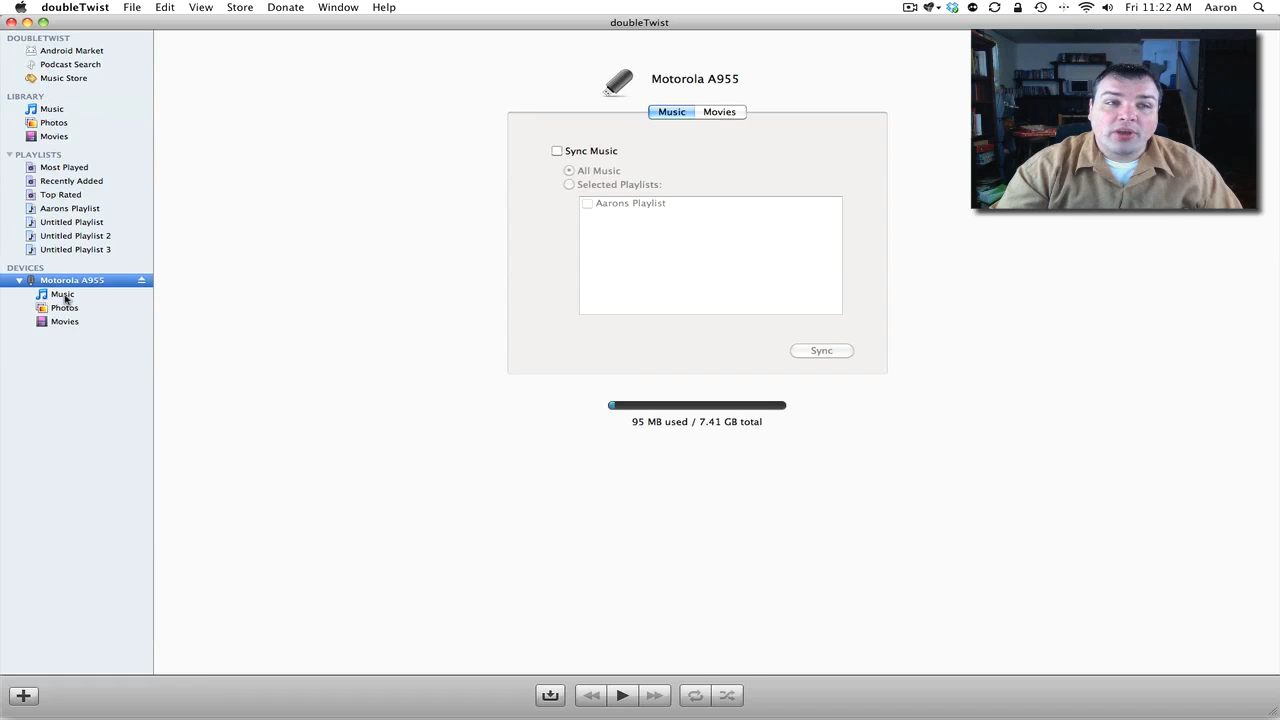 doubleTwist File Edit View Store Donate Window Help Fri 11:22 AM Aaron
doubleTwist
DOUBLETWIST
Android Market
Podcast Search
Music Store
LIBRARY
Music
Photos
Movies
PLAYLISTS
Most Played
Recently Added
Top Rated
Aarons Playlist
Untitled Playlist
Untitled Playlist 2
Untitled Playlist 3
DEVICES
Motorola A955
Music
Photos
Movies
Motorola A955
Music Movies
Sync Music
All Music
Selected Playlists:
Aarons Playlist
Sync
95 MB used / 7.41 GB total